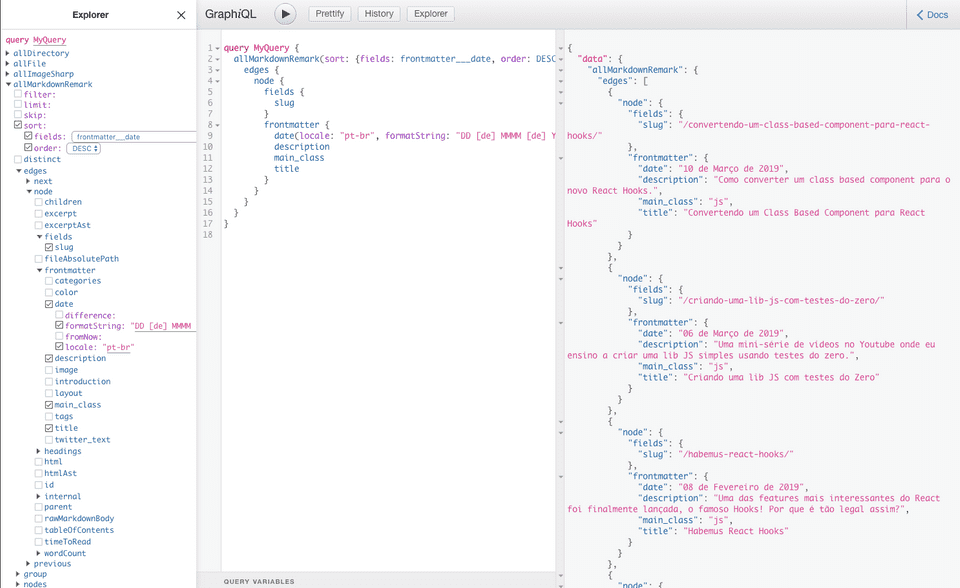 Explorer
GraphiQL
Prettify
History
Explorer
Docs
query MyQuery
allDirectory
allFile
allImageSharp
allMarkdownRemark
filter:
limit:
skip:
sort:
fields: frontmatter__date
order: DESC
distinct
edges
next
node
children
excerpt
excerptAst
fields
slug
fileAbsolutePath
frontmatter
categories
color
date
difference:
formatString: "DD [de] MMMM
fromNow:
locale: "pt-br"
description
image
introduction
layout
main_class
tags
title
twitter_text
headings
html
htmlAst
id
internal
parent
rawMarkdownBody
tableOfContents
timeToRead
wordCount
previous
group
nodes
1 query MyQuery {
2 allMarkdownRemark(sort: {fields: frontmatter___date, order: DESC
3 edges {
4 node {
5 fields {
6 slug
7 }
8 frontmatter {
9 date(locale: "pt-br", formatString: "DD [de] MMMM [de] Y
10 description
11 main_class
12 title
13 }
14 }
15 }
16 }
17 }
18
QUERY VARIABLES
{
"data": {
"allMarkdownRemark": {
"edges": [
{
"node": {
"fields": {
"slug": "/convertendo-um-class-based-component-para-react-
hooks/"
},
"frontmatter": {
"date": "10 de Março de 2019",
"description": "Como converter um class based component para o
novo React Hooks.",
"main_class": "js",
"title": "Convertendo um Class Based Component para React
Hooks"
}
}
},
{
"node": {
"fields": {
"slug": "/criando-uma-lib-js-com-testes-do-zero/"
},
"frontmatter": {
"date": "06 de Março de 2019",
"description": "Uma mini-série de videos no Youtube onde eu
ensino a criar uma lib JS simples usando testes do zero.",
"main_class": "js",
"title": "Criando uma lib JS com testes do Zero"
}
}
},
{
"node": {
"fields": {
"slug": "/habemus-react-hooks/"
},
"frontmatter": {
"date": "08 de Fevereiro de 2019",
"description": "Uma das features mais interessantes do React
foi finalmente lançada, o famoso Hooks! Por que é tão legal assim?",
"main_class": "js",
"title": "Habemus React Hooks"
}
}
},
{
"node": {